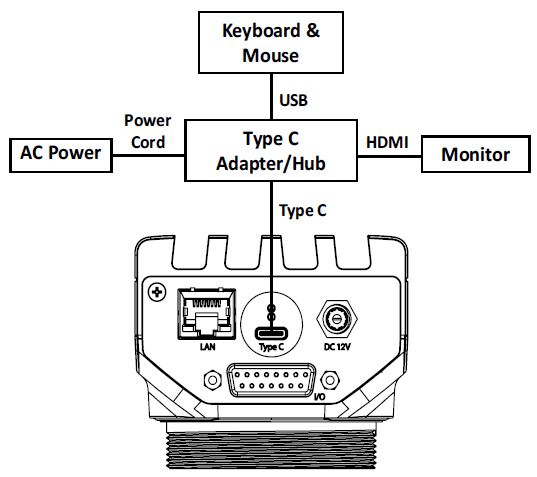 Keyboard &
Mouse
USB
Power
Cord
AC Power
Type C
Adapter/Hub
HDMI
Monitor
Type C
LAN
Type C
DC 12V
I/O